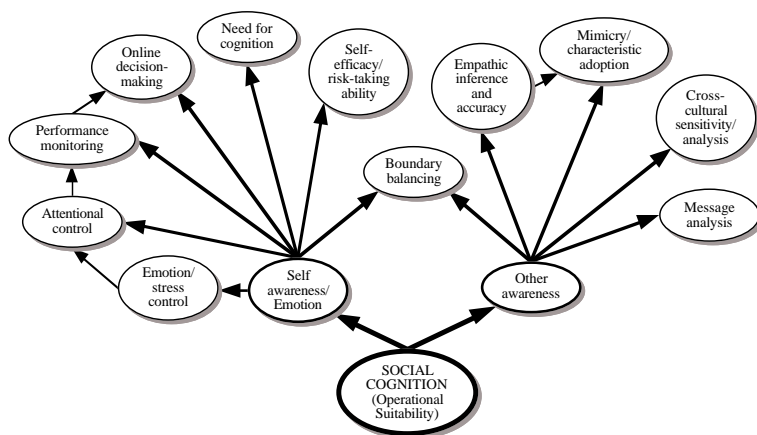 Need for
cognition
Online
decision-
making
Self-
efficacy/
risk-taking
ability
Mimicry/
characteristic
adoption
Empathic
inference
and
accuracy
Cross-
cultural
sensitivity/
analysis
Performance
monitoring
Boundary
balancing
Attentional
control
Message
analysis
Emotion/
stress
control
Self
awareness/
Emotion
Other
awareness
SOCIAL
COGNITION
(Operational
Suitability)